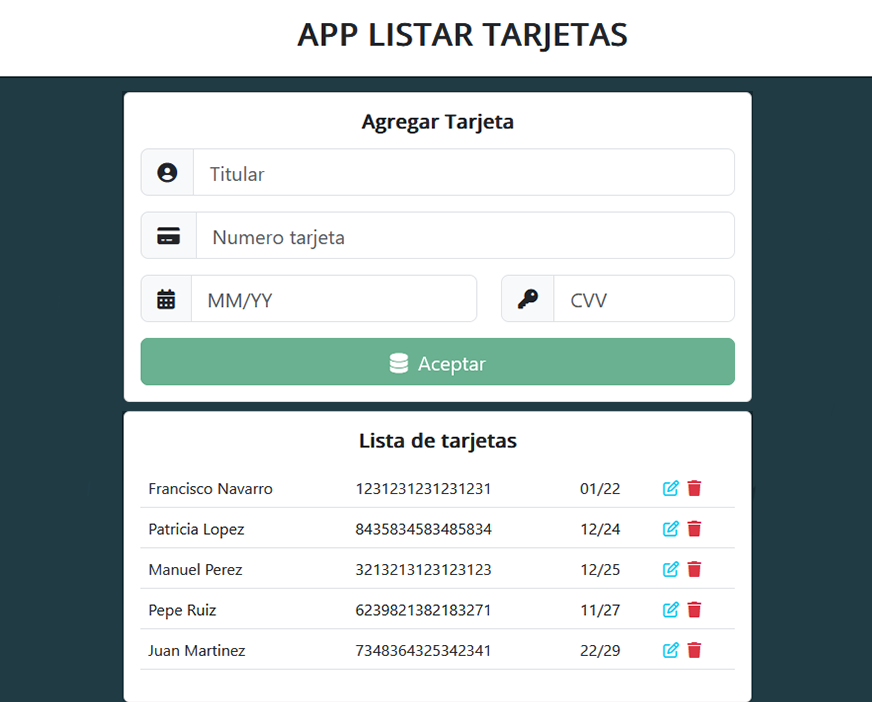 APP LISTAR TARJETAS
Agregar Tarjeta
Titular
Numero tarjeta
MM/YY CVV
Aceptar
Lista de tarjetas
Francisco Navarro 1231231231231231 01/22
Patricia Lopez 8435834583485834 12/24
Manuel Perez 3213213123123123 12/25
Pepe Ruiz 6239821382183271 11/27
Juan Martinez 7348364325342341 22/29